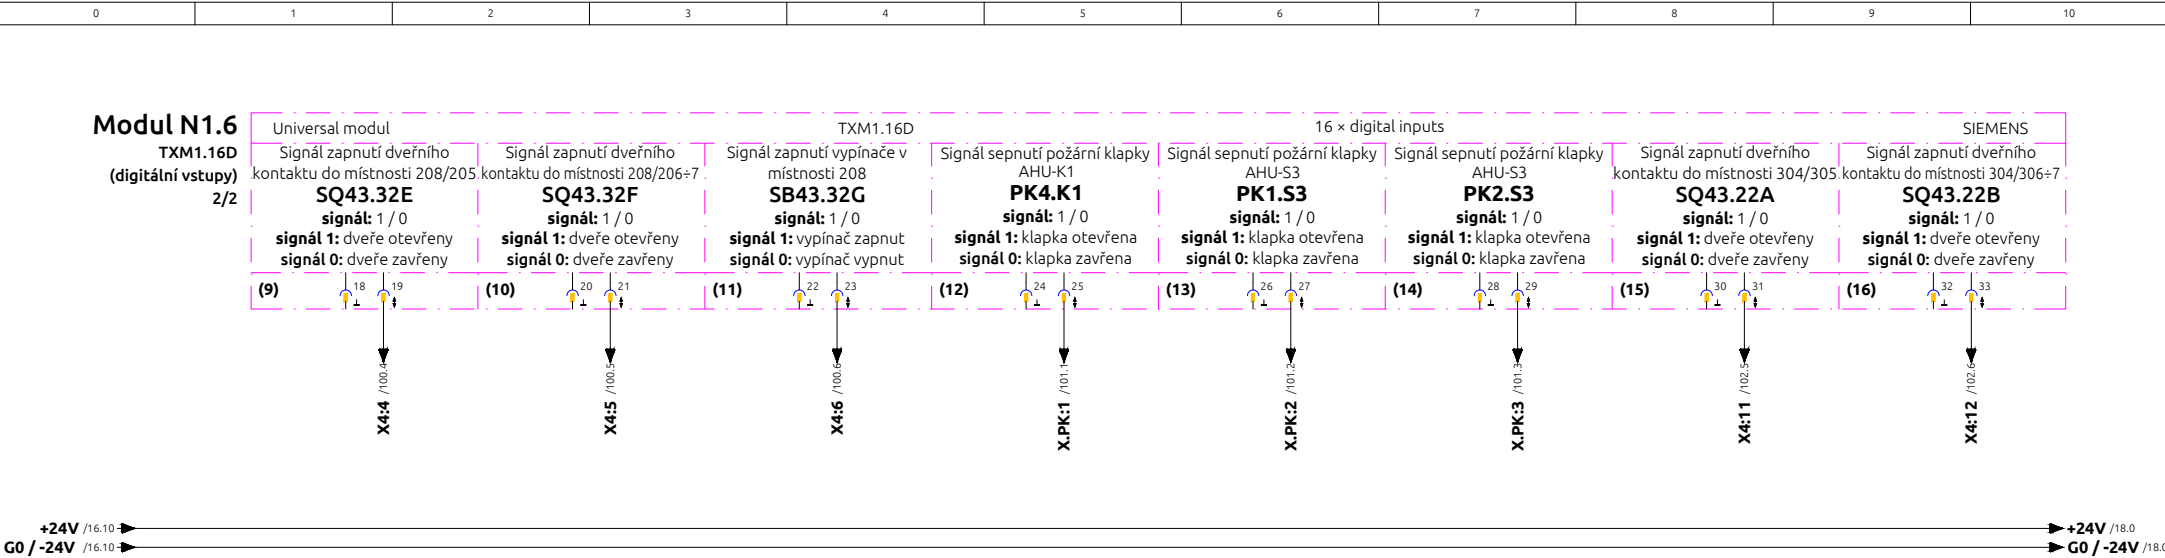 0 1 2 3 4 5 6 7 8 9 10
Modul N1.6
TXM1.16D
(digitální vstupy)
2/2
Universal modul TXM1.16D 16 × digital inputs SIEMENS
Signál zapnutí dveřního
kontaktu do místnosti 208/205
SQ43.32E
signál: 1 / 0
signál 1: dveře otevřeny
signál 0: dveře zavřeny
(9) 18 19
Signál zapnutí dveřního
kontaktu do místnosti 208/206÷7
SQ43.32F
signál: 1 / 0
signál 1: dveře otevřeny
signál 0: dveře zavřeny
(10) 20 21
Signál zapnutí vypínače v
místnosti 208
SB43.32G
signál: 1 / 0
signál 1: vypínač zapnut
signál 0: vypínač vypnut
(11) 22 23
Signál sepnutí požární klapky
AHU-K1
PK4.K1
signál: 1 / 0
signál 1: klapka otevřena
signál 0: klapka zavřena
(12) 24 25
Signál sepnutí požární klapky
AHU-S3
PK1.S3
signál: 1 / 0
signál 1: klapka otevřena
signál 0: klapka zavřena
(13) 26 27
Signál sepnutí požární klapky
AHU-S3
PK2.S3
signál: 1 / 0
signál 1: klapka otevřena
signál 0: klapka zavřena
(14) 28 29
Signál zapnutí dveřního
kontaktu do místnosti 304/305
SQ43.22A
signál: 1 / 0
signál 1: dveře otevřeny
signál 0: dveře zavřeny
(15) 30 31
Signál zapnutí dveřního
kontaktu do místnosti 304/306÷7
SQ43.22B
signál: 1 / 0
signál 1: dveře otevřeny
signál 0: dveře zavřeny
(16) 32 33
X4:4 /100.4
X4:5 /100.5
X4:6 /100.6
X.PK:1 /101.1
X.PK:2 /101.2
X.PK:3 /101.3
X4:11 /102.5
X4:12 /102.6
+24V /16.10 +24V /18.0
G0 / -24V /16.10 G0 / -24V /18.0